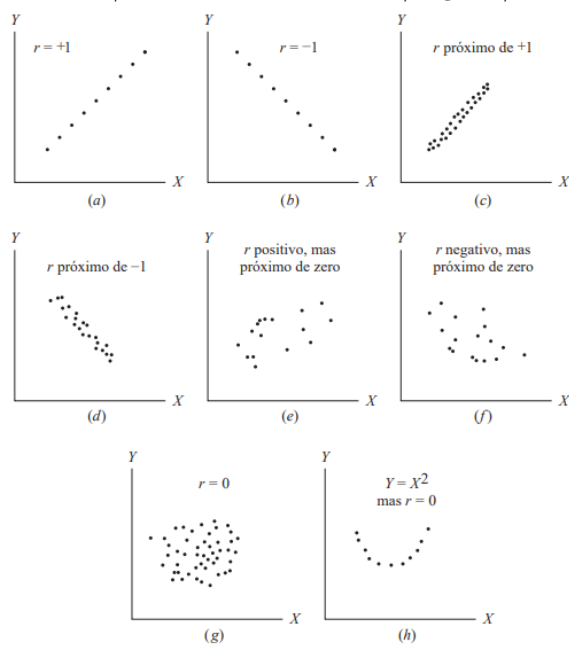 Y
r = +1
X
(a)
Y
r = −1
X
(b)
Y
r próximo de +1
X
(c)
Y
r próximo de −1
X
(d)
Y
r positivo, mas
próximo de zero
X
(e)
Y
r negativo, mas
próximo de zero
X
(f)
Y
r = 0
X
(g)
Y
Y = X²
mas r = 0
X
(h)